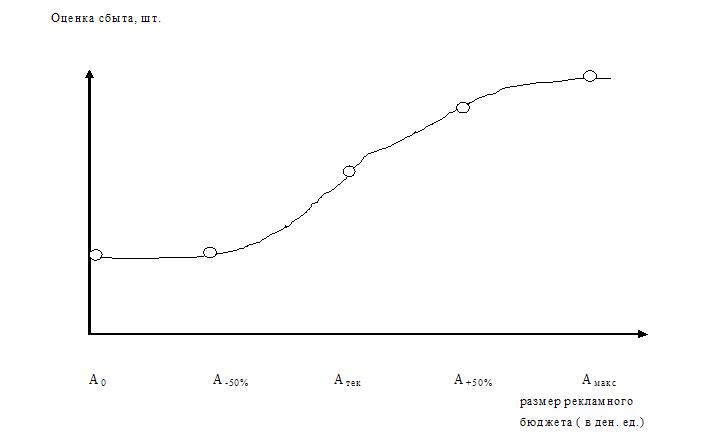 Оценка сбыта, шт.
А 0 А -50% А тек А +50% А макс
размер рекламного
бюджета ( в ден. ед.)